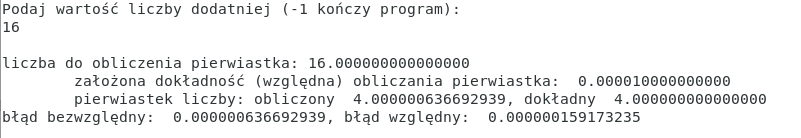 Podaj wartość liczby dodatniej (-1 kończy program):
16
liczba do obliczenia pierwiastka: 16.000000000000000
założona dokładność (względna) obliczania pierwiastka:  0.000010000000000
pierwiastek liczby: obliczony  4.000000636692939, dokładny  4.000000000000000
błąd bezwzględny:  0.000000636692939, błąd względny:  0.000000159173235